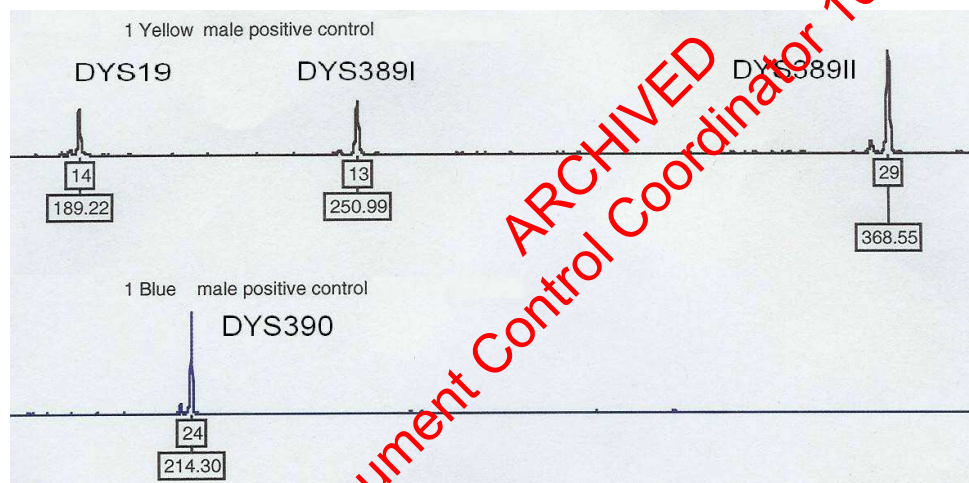 1 Yellow male positive control
DYS19 DYS389I DYS389II
14 13 29
189.22 250.99 368.55
1 Blue male positive control
DYS390
24
214.30
ARCHIVED
Control Coordinator